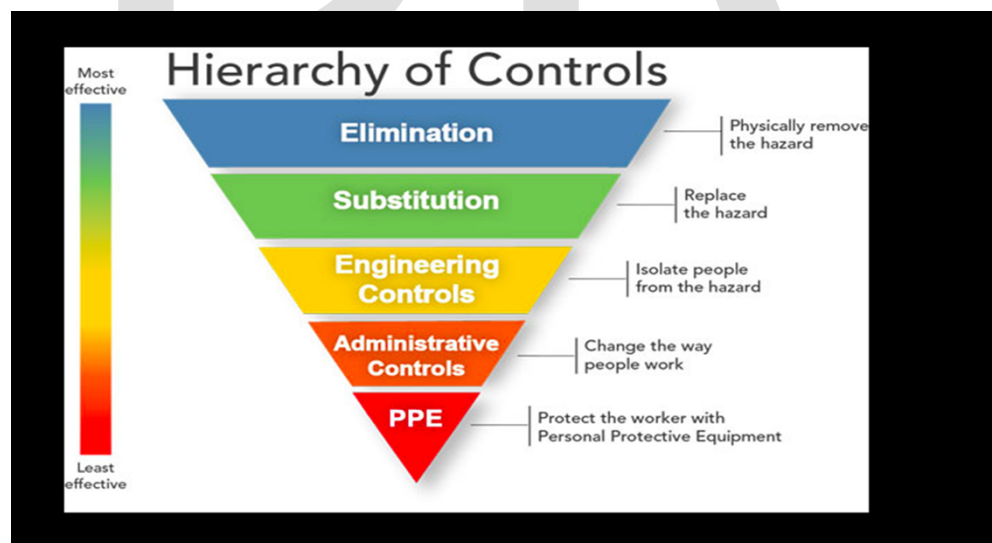 Hierarchy of Controls
Most
effective
Elimination
Physically remove
the hazard
Substitution
Replace
the hazard
Engineering
Controls
Isolate people
from the hazard
Administrative
Controls
Change the way
people work
PPE
Protect the worker with
Personal Protective Equipment
Least
effective